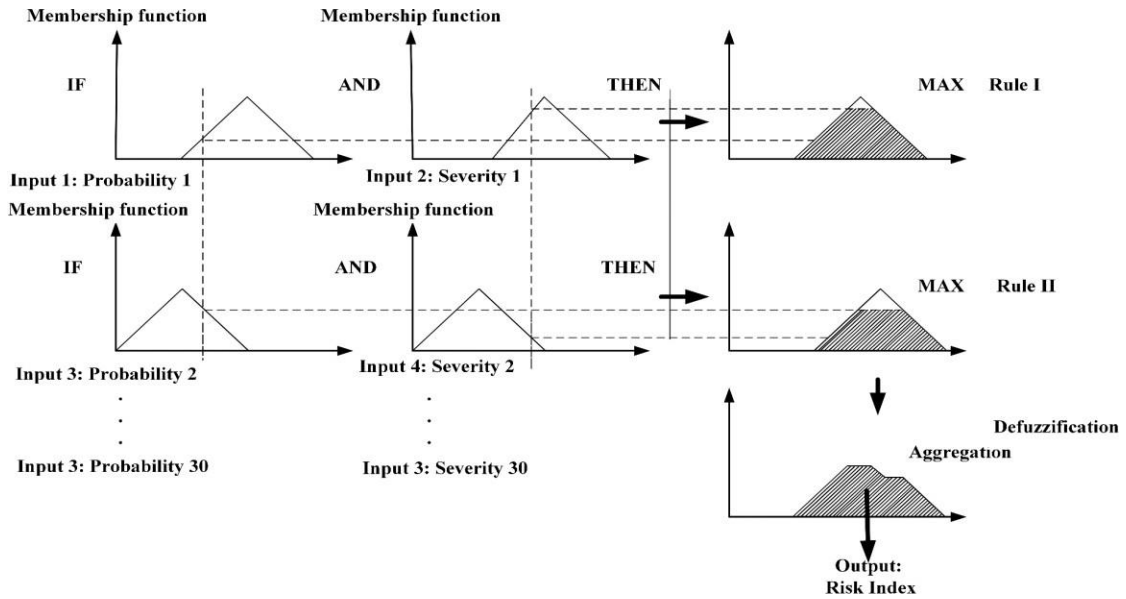 Membership function
Membership function
IF
AND
THEN
MAX
Rule I
Input 1: Probability 1
Input 2: Severity 1
Membership function
Membership function
IF
AND
THEN
MAX
Rule II
Input 3: Probability 2
Input 4: Severity 2
.
.
.
.
.
.
Input 3: Probability 30
Input 3: Severity 30
Defuzzification
Aggregation
Output:
Risk Index